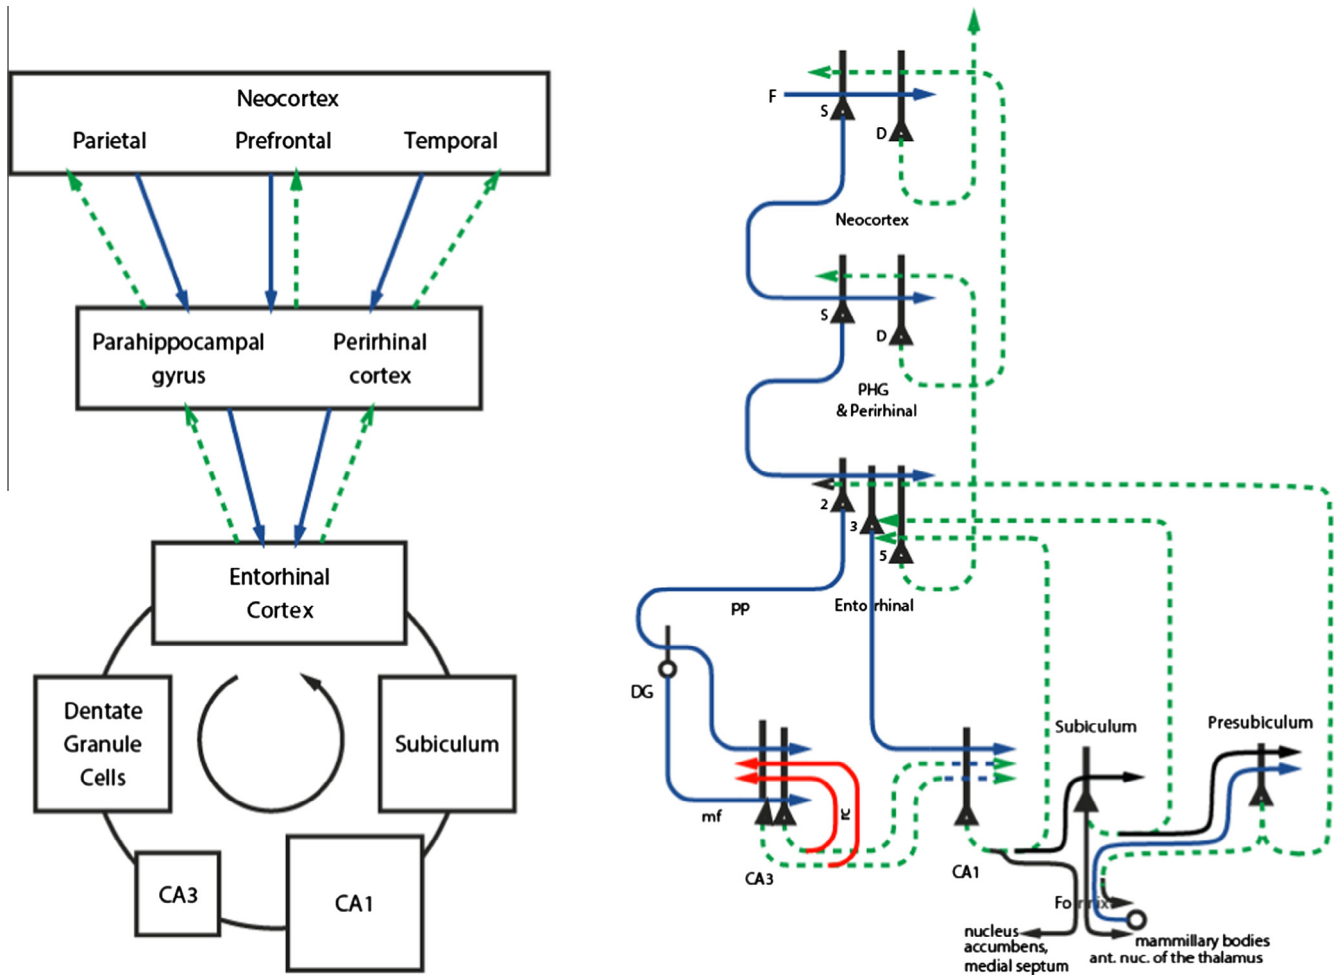 Neocortex
Parietal
Prefrontal
Temporal
Parahippocampal
gyrus
Perirhinal
cortex
Entorhinal
Cortex
Dentate
Granule
Cells
Subiculum
CA3
CA1
F
S
D
Neocortex
S
D
PHG
& Perirhinal
2
3
5
Entorhinal
pp
DG
mf
rc
CA3
CA1
Subiculum
Presubiculum
Fornix
nucleus
accumbens,
medial septum
mammillary bodies
ant. nuc. of the thalamus